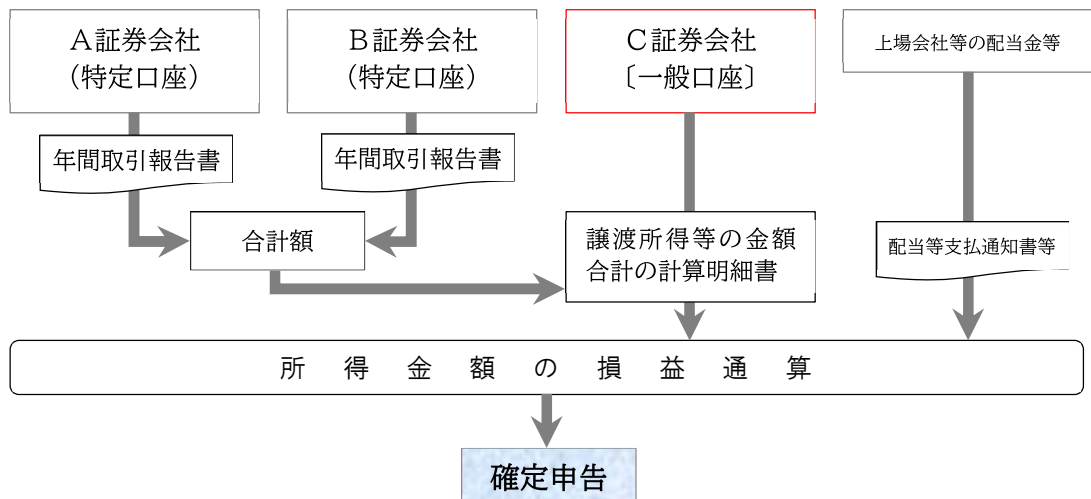 A証券会社
（特定口座）
B証券会社
（特定口座）
C証券会社
〔一般口座〕
上場会社等の配当金等
年間取引報告書
年間取引報告書
合計額
譲渡所得等の金額
合計の計算明細書
配当等支払通知書等
所得金額の損益通算
確定申告